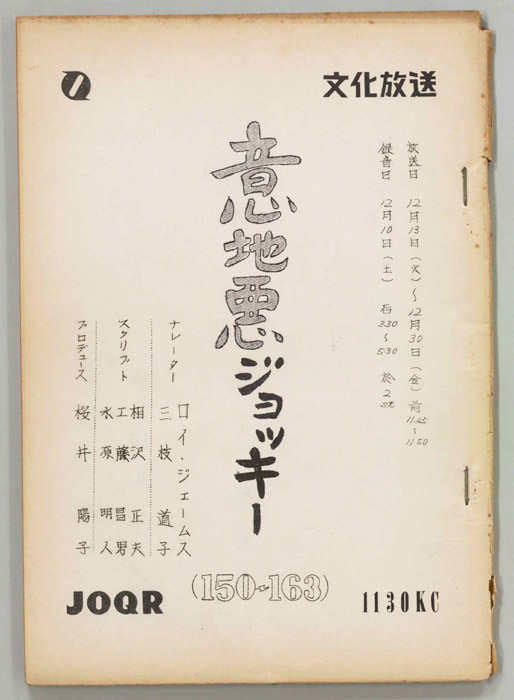 文化放送
放送日 12月13日（火）～12月30日（金）前11.45～11.50
録音日 12月10日（土） 后3.30～5.30 於2st
意地悪ジョッキー
(150~163)
ナレーター ロイ・ジェームス
三枝道子
スクリプト 相沢正夫
工藤昌男
水原明人
プロデュース 桜井陽子
JOQR
1130KC